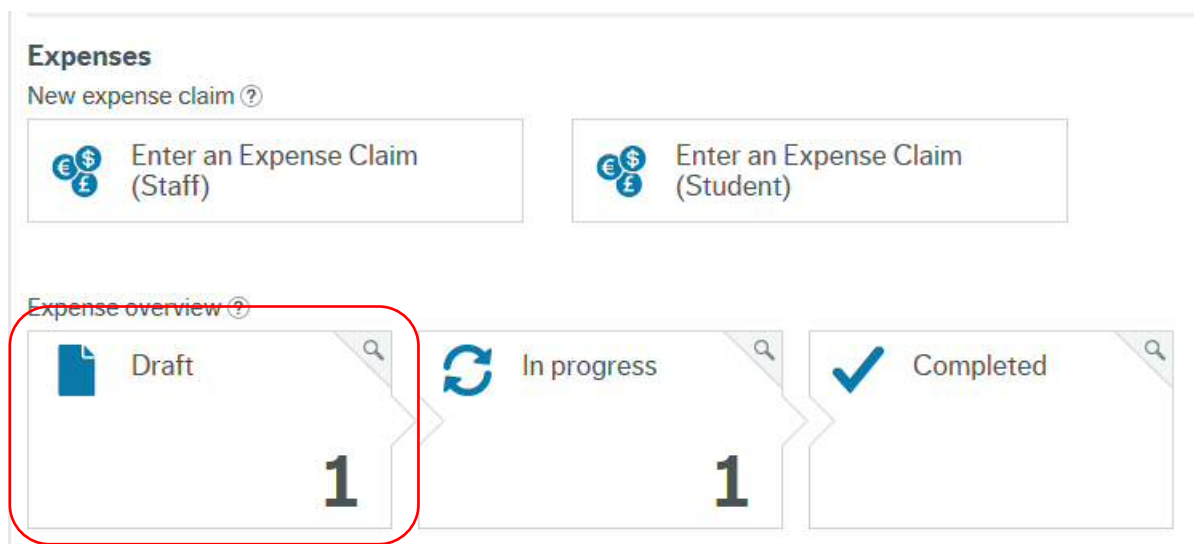 Expenses
New expense claim ?
Enter an Expense Claim
(Staff)
Enter an Expense Claim
(Student)
Expense overview ?
Draft
In progress
Completed
1
1